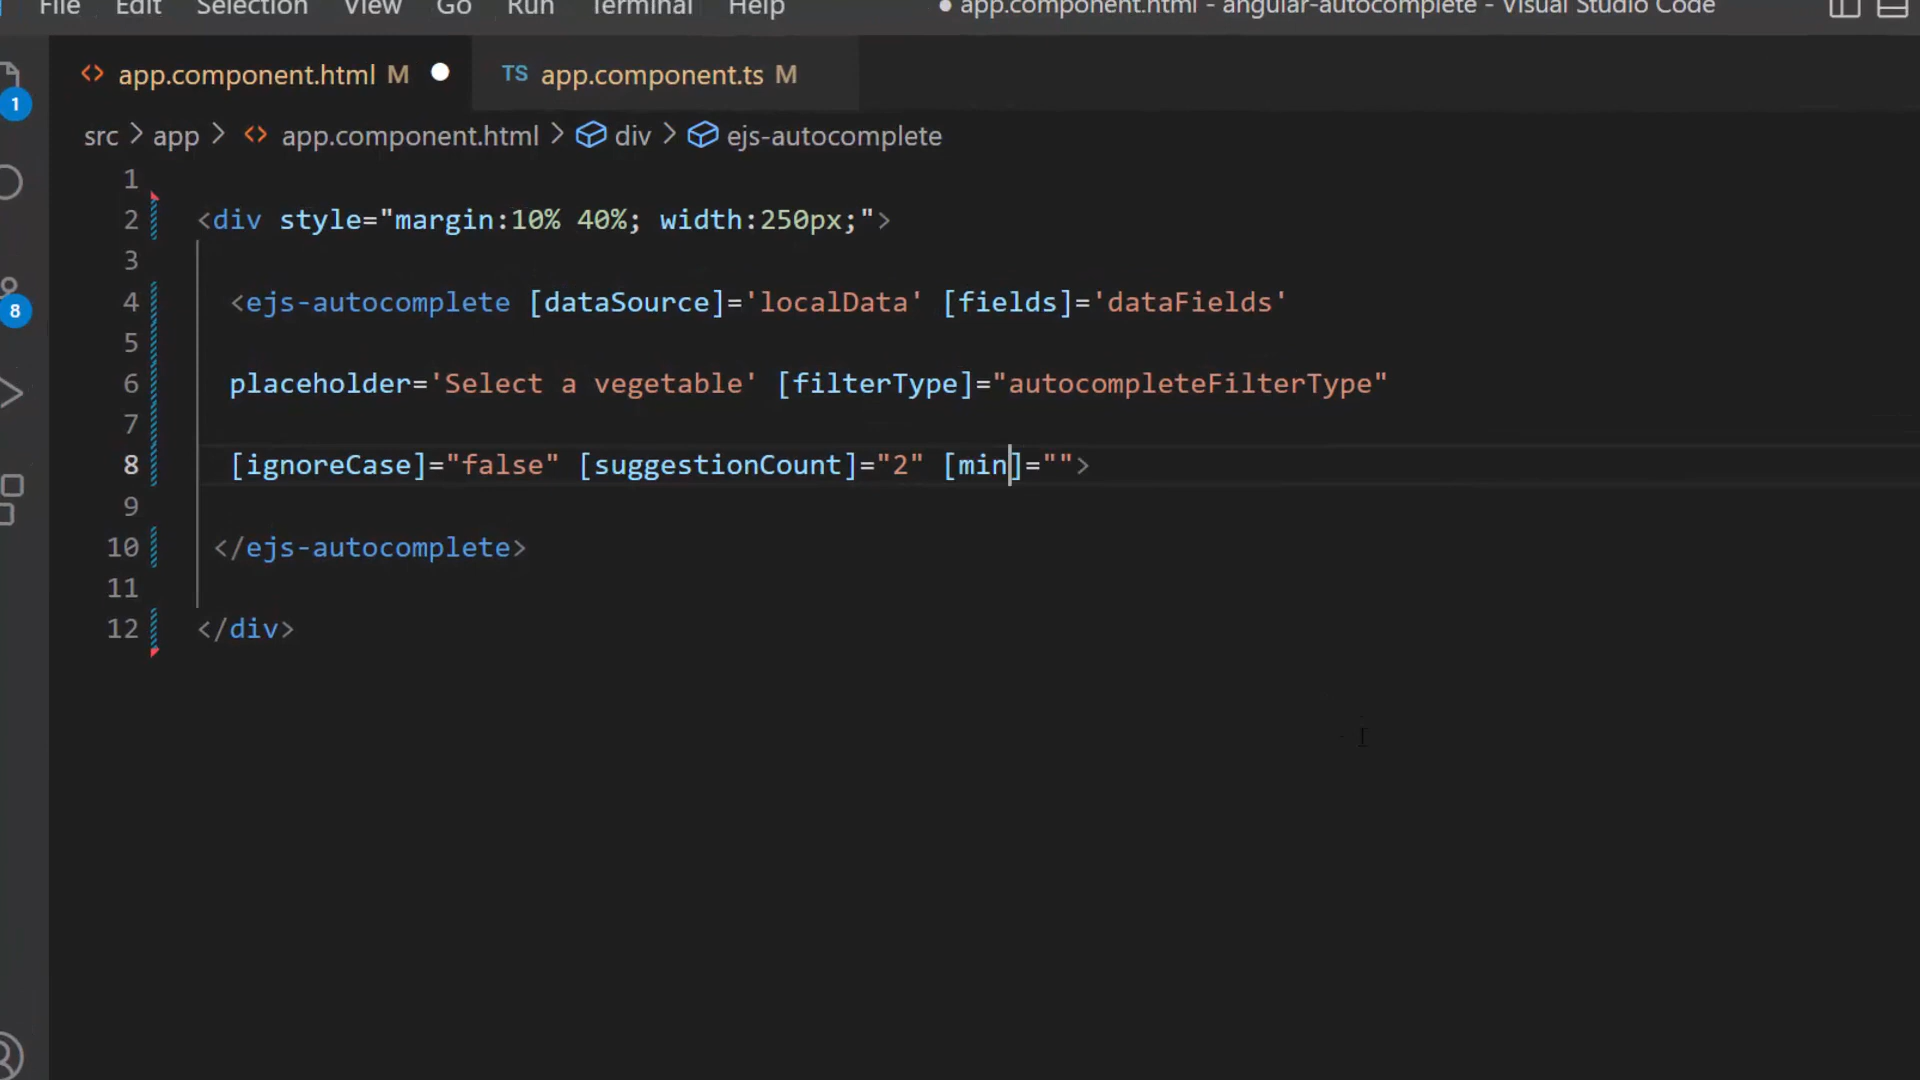 File Edit Selection View Go Run Terminal Help ● app.component.html - angular-autocomplete - Visual Studio Code
<> app.component.html M ● TS app.component.ts M
1
src > app > <> app.component.html > div > ejs-autocomplete
1
2 <div style="margin:10% 40%; width:250px;">
3
8
4 <ejs-autocomplete [dataSource]='localData' [fields]='dataFields'
5
6 placeholder='Select a vegetable' [filterType]="autocompleteFilterType"
7
8 [ignoreCase]="false" [suggestionCount]="2" [min]="">
9
10 </ejs-autocomplete>
11
12 </div>